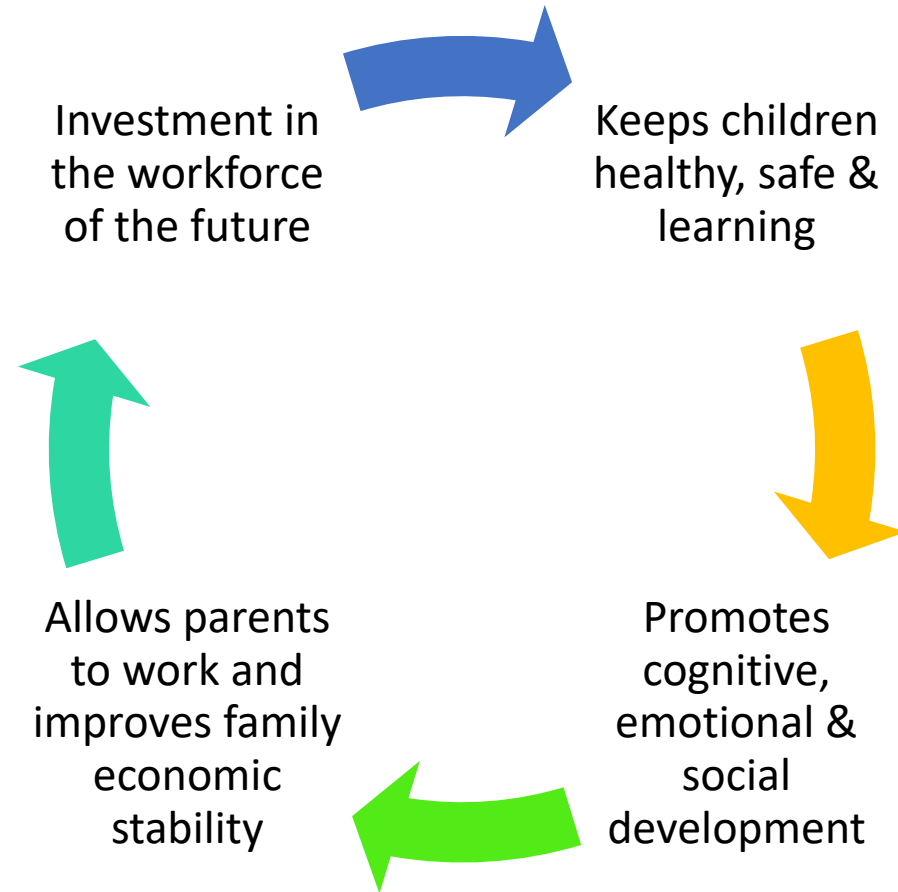 Investment in
the workforce
of the future
Keeps children
healthy, safe &
learning
Promotes
cognitive,
emotional &
social
development
Allows parents
to work and
improves family
economic
stability